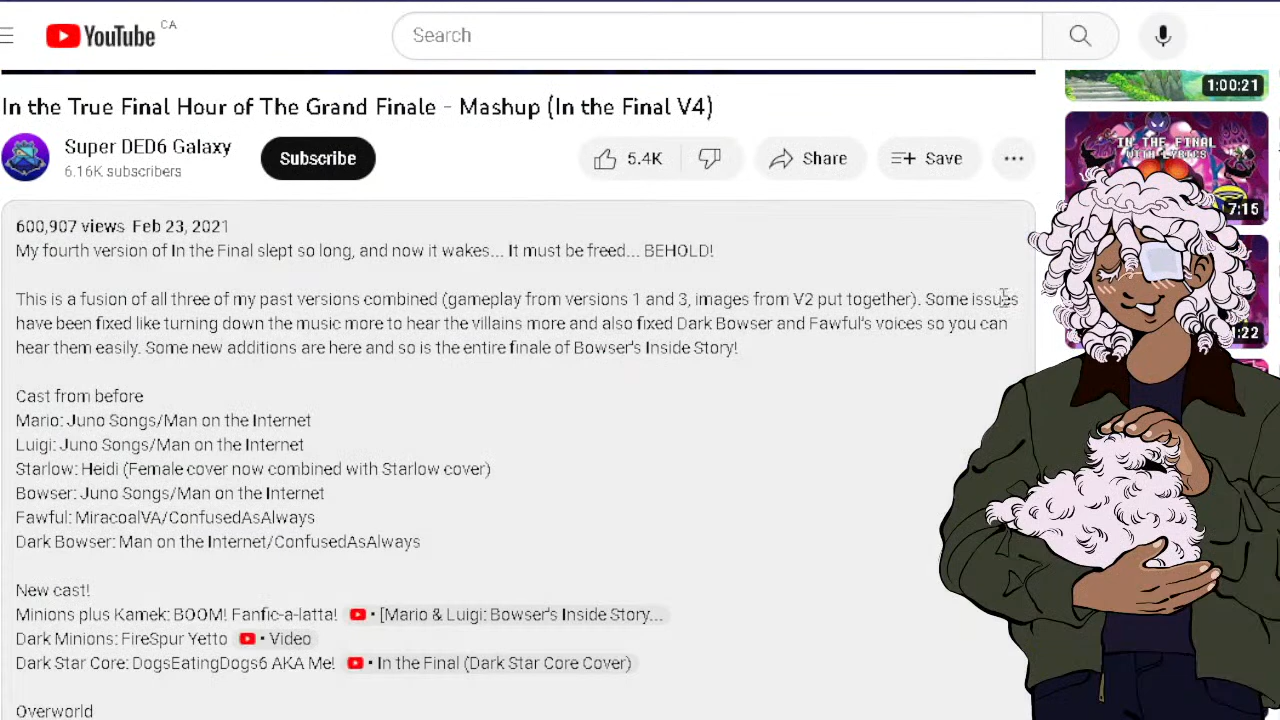 YouTube CA
Search
1:00:21
In the True Final Hour of The Grand Finale - Mashup (In the Final V4)
Super DED6 Galaxy
6.16K subscribers
Subscribe
5.4K
Share
Save
IN THE FINAL
WITH LYRICS
7:15
600,907 views Feb 23, 2021
My fourth version of In the Final slept so long, and now it wakes... It must be freed... BEHOLD!
This is a fusion of all three of my past versions combined (gameplay from versions 1 and 3, images from V2 put together). Some issues
have been fixed like turning down the music more to hear the villains more and also fixed Dark Bowser and Fawful's voices so you can
hear them easily. Some new additions are here and so is the entire finale of Bowser's Inside Story!
:22
Cast from before
Mario: Juno Songs/Man on the Internet
Luigi: Juno Songs/Man on the Internet
Starlow: Heidi (Female cover now combined with Starlow cover)
Bowser: Juno Songs/Man on the Internet
Fawful: MiracoalVA/ConfusedAsAlways
Dark Bowser: Man on the Internet/ConfusedAsAlways
New cast!
Minions plus Kamek: BOOM! Fanfic-a-latta! • [Mario & Luigi: Bowser's Inside Story...
Dark Minions: FireSpur Yetto • Video
Dark Star Core: DogsEatingDogs6 AKA Me! • In the Final (Dark Star Core Cover)
Overworld